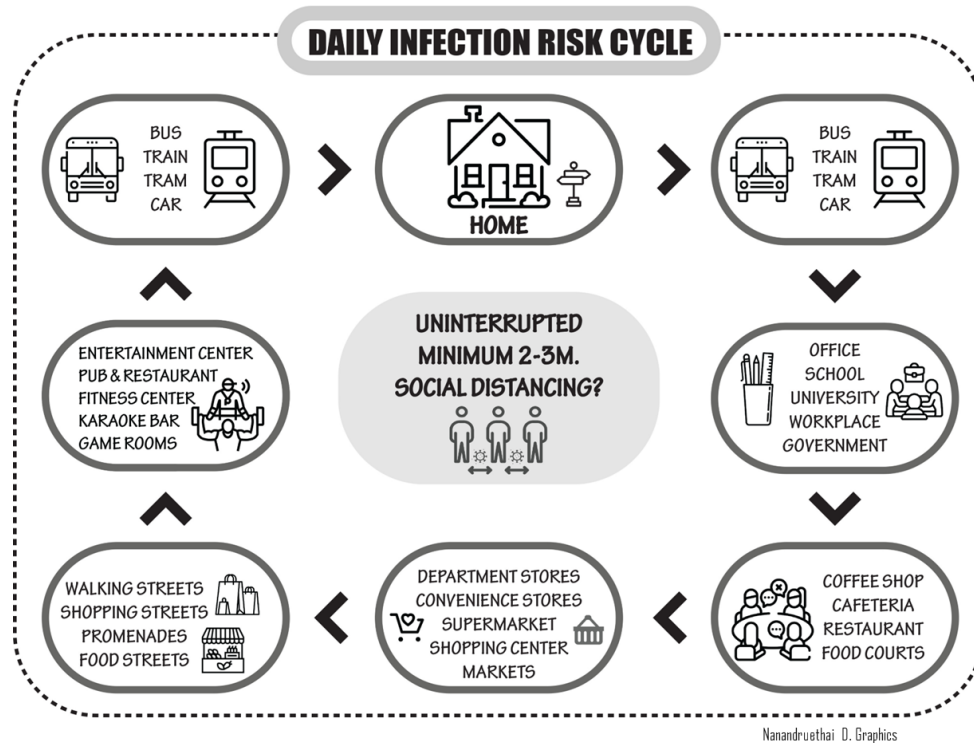 DAILY INFECTION RISK CYCLE
BUS
TRAIN
TRAM
CAR
HOME
BUS
TRAIN
TRAM
CAR
ENTERTAINMENT CENTER
PUB & RESTAURANT
FITNESS CENTER
KARAOKE BAR
GAME ROOMS
UNINTERRUPTED
MINIMUM 2-3M.
SOCIAL DISTANCING?
OFFICE
SCHOOL
UNIVERSITY
WORKPLACE
GOVERNMENT
WALKING STREETS
SHOPPING STREETS
PROMENADES
FOOD STREETS
DEPARTMENT STORES
CONVENIENCE STORES
SUPERMARKET
SHOPPING CENTER
MARKETS
COFFEE SHOP
CAFETERIA
RESTAURANT
FOOD COURTS
Nanandruethai D. Graphics